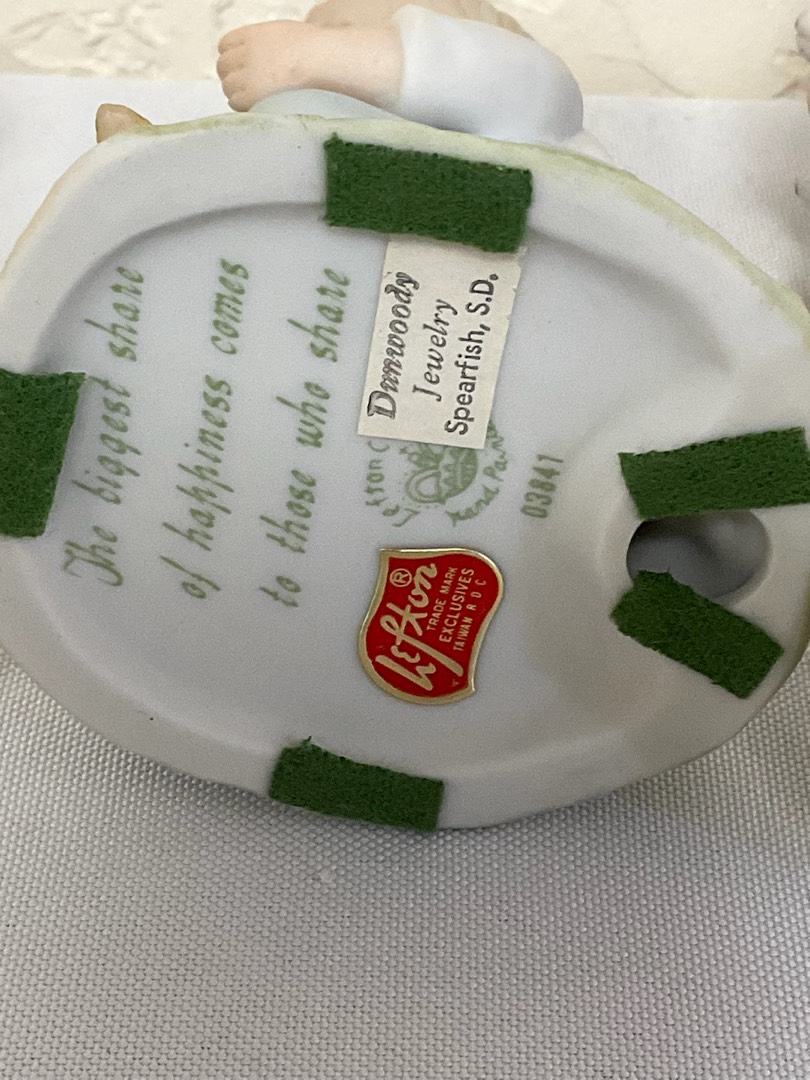 The biggest share
of happiness comes
to those who share
Dunwoody
Jewelry
Spearfish, S.D.
03841
Lefton®
TRADE MARK
EXCLUSIVES
TAIWAN R O C